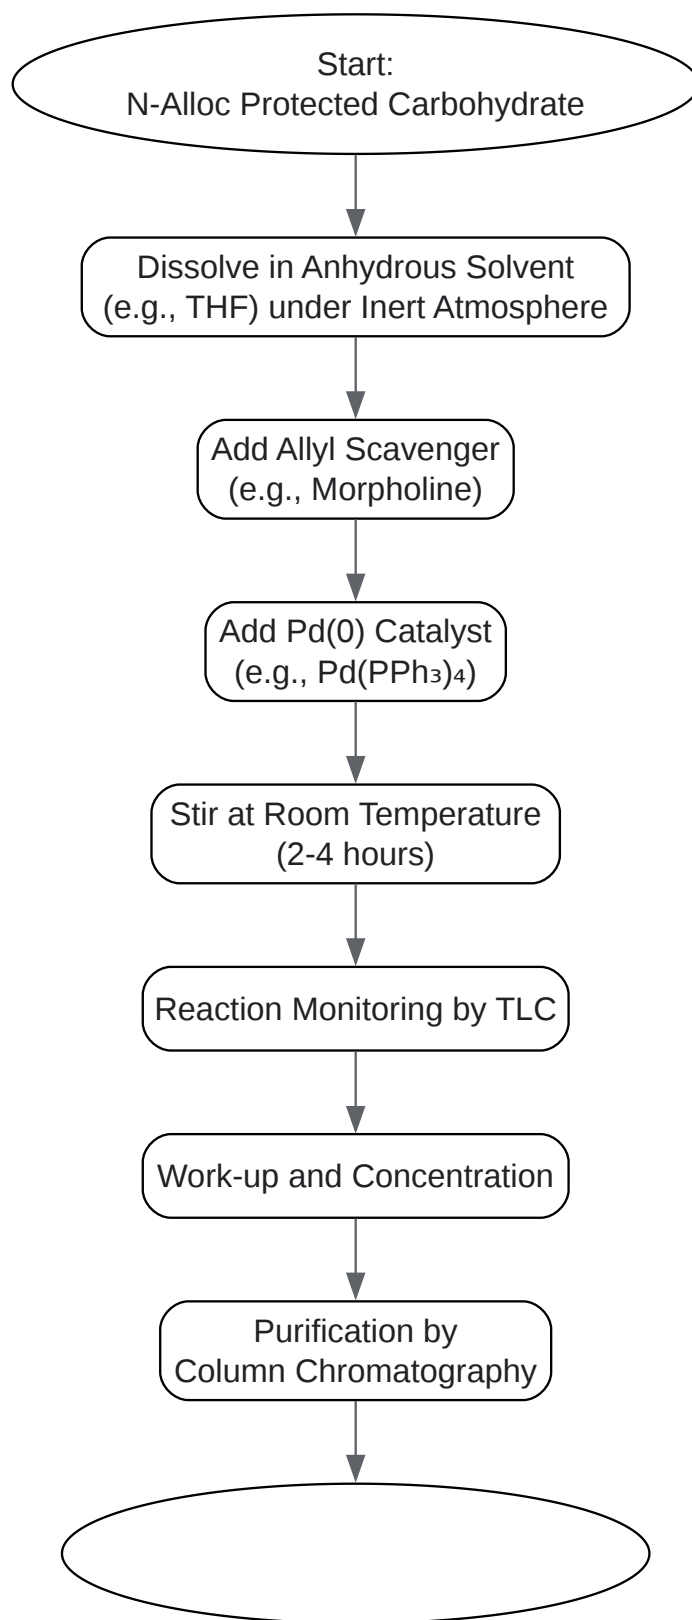 Start:
N-Alloc Protected Carbohydrate
Dissolve in Anhydrous Solvent
(e.g., THF) under Inert Atmosphere
Add Allyl Scavenger
(e.g., Morpholine)
Add Pd(0) Catalyst
(e.g., Pd(PPh₃)₄)
Stir at Room Temperature
(2-4 hours)
Reaction Monitoring by TLC
Work-up and Concentration
Purification by
Column Chromatography